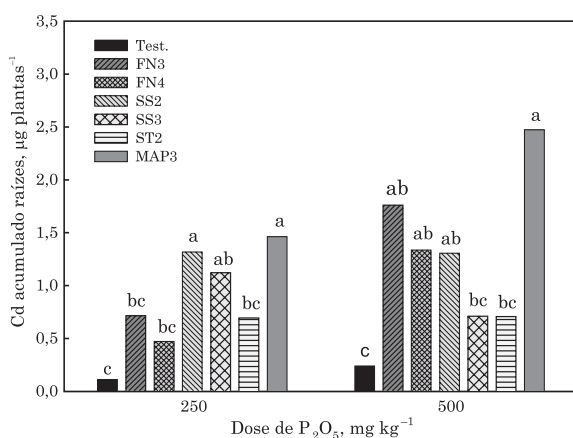 3,5
3,0
2,5
2,0
1,5
1,0
0,5
0,0
Cd acumulado raízes, µg plantas⁻¹
Test.
FN3
FN4
SS2
SS3
ST2
MAP3
c
bc
bc
a
ab
bc
a
c
ab
ab
ab
bc
bc
a
250
500
Dose de P₂O₅, mg kg⁻¹